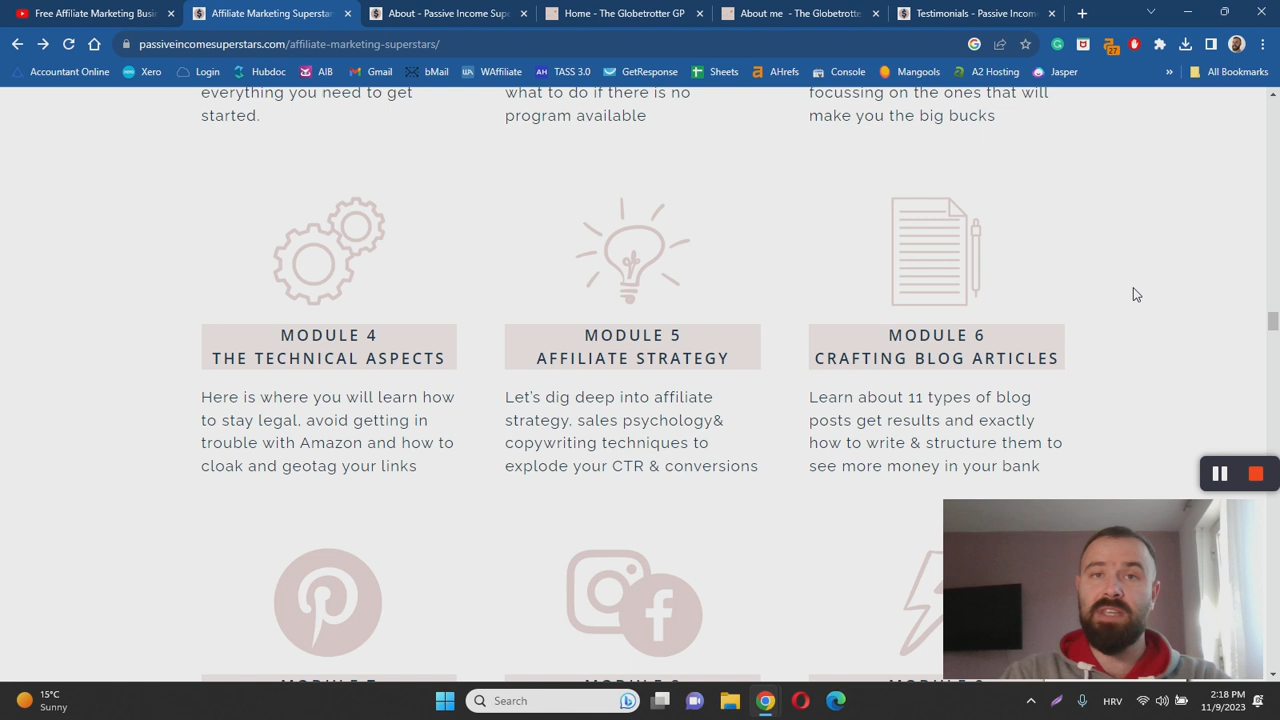 Free Affiliate Marketing Busi
Affiliate Marketing Superstar
About - Passive Income Supe
Home - The Globetrotter GP
About me - The Globetrotte
Testimonials - Passive Incom
passiveincomesuperstars.com/affiliate-marketing-superstars/
27
Accountant Online
Xero
Login
Hubdoc
AIB
Gmail
bMail
WAffiliate
AH TASS 3.0
GetResponse
Sheets
AHrefs
Console
Mangools
A2 Hosting
Jasper
»
All Bookmarks
everything you need to get
started.
what to do if there is no
program available
focussing on the ones that will
make you the big bucks
MODULE 4
THE TECHNICAL ASPECTS
Here is where you will learn how
to stay legal, avoid getting in
trouble with Amazon and how to
cloak and geotag your links
MODULE 5
AFFILIATE STRATEGY
Let's dig deep into affiliate
strategy, sales psychology&
copywriting techniques to
explode your CTR & conversions
MODULE 6
CRAFTING BLOG ARTICLES
Learn about 11 types of blog
posts get results and exactly
how to write & structure them to
see more money in your bank
15°C
Sunny
Search
HRV
2:18 PM
11/9/2023